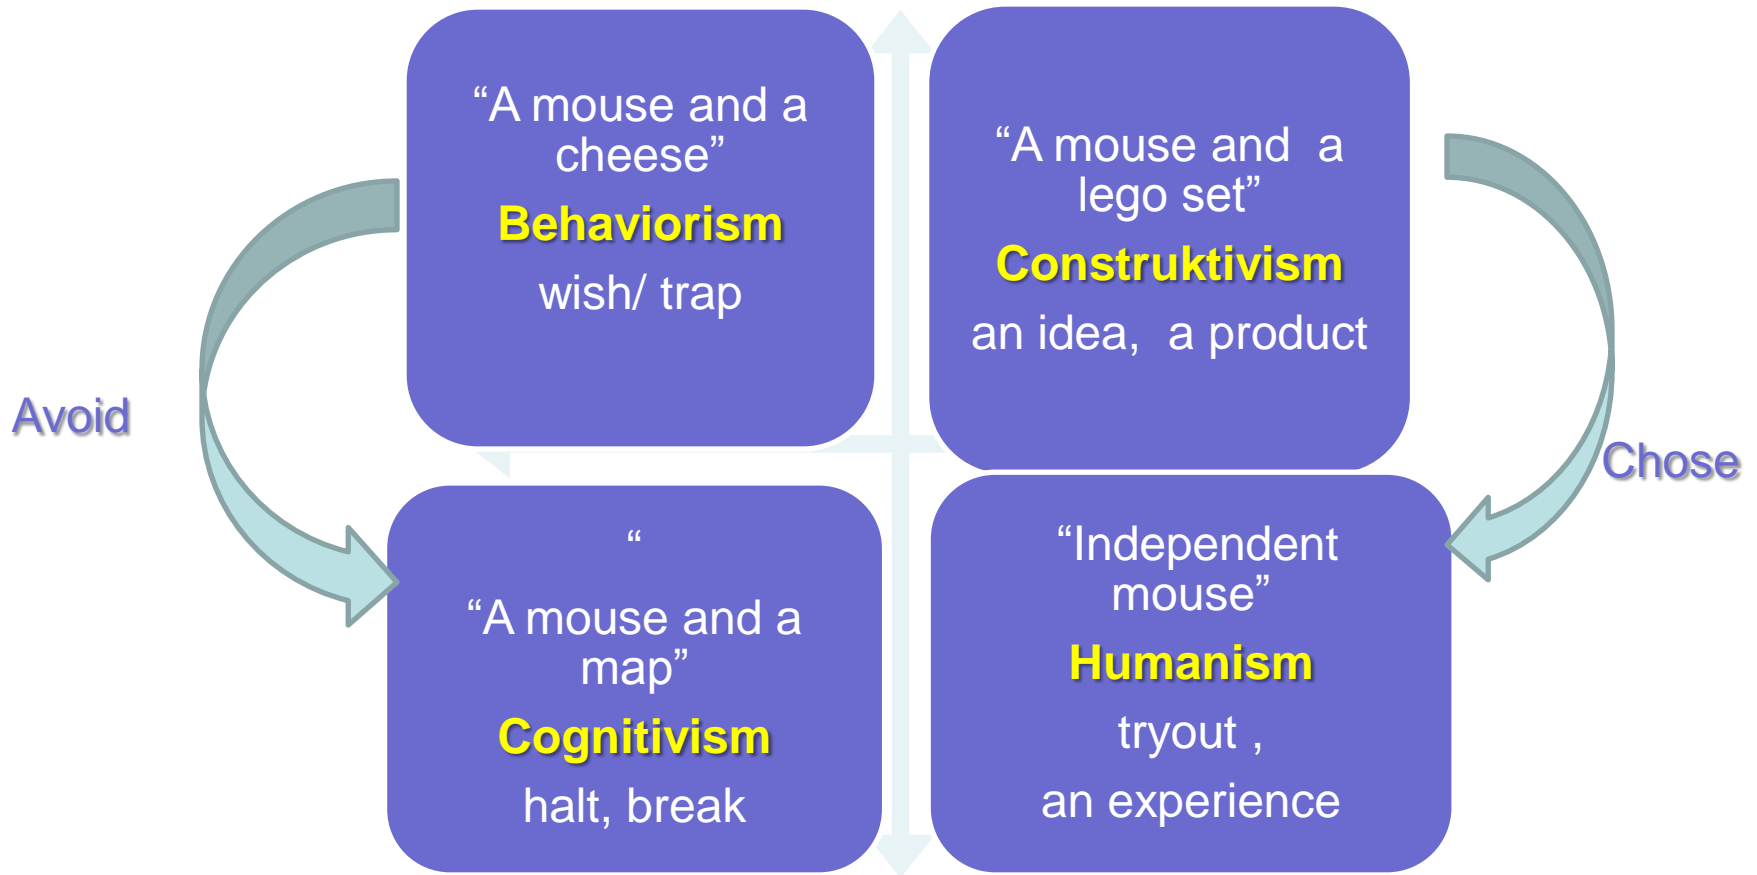 “A mouse and a
cheese”
Behaviorism
wish/ trap
“A mouse and  a
lego set”
Construktivism
an idea,  a product
Avoid
Chose
“
“A mouse and a
map”
Cognitivism
halt, break
“Independent
mouse”
Humanism
tryout ,
an experience